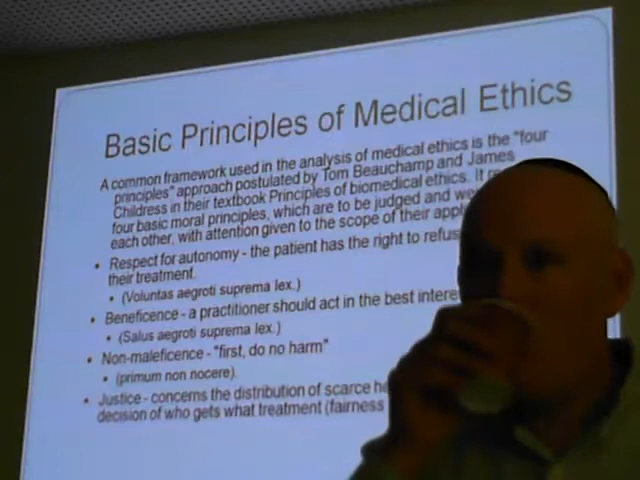 Basic Principles of Medical Ethics
A common framework used in the analysis of medical ethics is the "four
principles" approach postulated by Tom Beauchamp and James
Childress in their textbook Principles of biomedical ethics. It
four basic moral principles, which are to be judged and
each other, with attention given to the scope of their
• Respect for autonomy - the patient has the right to
their treatment.
• (Voluntas aegroti suprema lex.)
• Beneficence - a practitioner should act in the best
• (Salus aegroti suprema lex.)
• Non-maleficence - "first, do no harm"
• (primum non nocere).
• Justice - concerns the distribution of scarce
decision of who gets what treatment (fairness